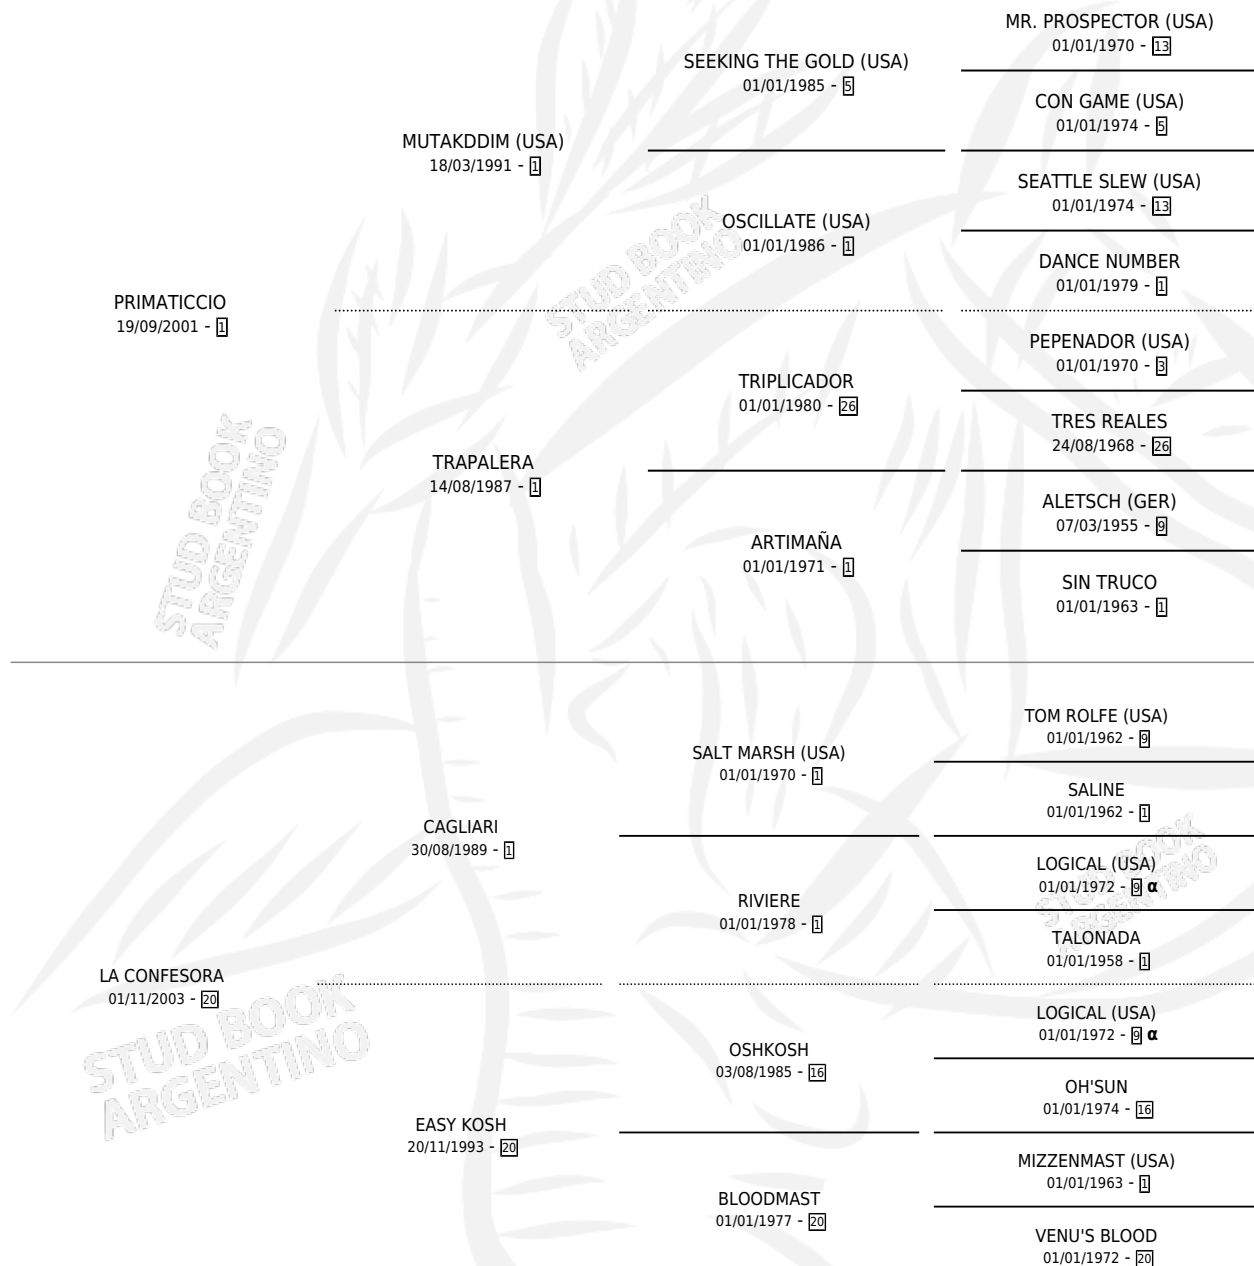 MR. PROSPECTOR (USA)
01/01/1970 - 13
SEEKING THE GOLD (USA)
01/01/1985 - 5
CON GAME (USA)
01/01/1974 - 5
MUTAKDDIM (USA)
18/03/1991 - 1
SEATTLE SLEW (USA)
01/01/1974 - 13
OSCILLATE (USA)
01/01/1986 - 1
DANCE NUMBER
01/01/1979 - 1
PRIMATICCIO
19/09/2001 - 1
PEPENADOR (USA)
01/01/1970 - 3
TRIPLICADOR
01/01/1980 - 26
TRES REALES
24/08/1968 - 26
TRAPALERA
14/08/1987 - 1
ALETSCH (GER)
07/03/1955 - 9
ARTIMAÑA
01/01/1971 - 1
SIN TRUCO
01/01/1963 - 1
TOM ROLFE (USA)
01/01/1962 - 9
SALT MARSH (USA)
01/01/1970 - 1
SALINE
01/01/1962 - 1
CAGLIARI
30/08/1989 - 1
LOGICAL (USA)
01/01/1972 - 9 α
RIVIERE
01/01/1978 - 1
TALONADA
01/01/1958 - 1
LA CONFESORA
01/11/2003 - 20
LOGICAL (USA)
01/01/1972 - 9 α
OSHKOSH
03/08/1985 - 16
OH'SUN
01/01/1974 - 16
EASY KOSH
20/11/1993 - 20
MIZZENMAST (USA)
01/01/1963 - 1
BLOODMAST
01/01/1977 - 20
VENU'S BLOOD
01/01/1972 - 20
STUD BOOK
ARGENTINO
STUD BOOK
ARGENTINO
STUD BOOK
ARGENTINO
STUD BOOK
ARGENTINO